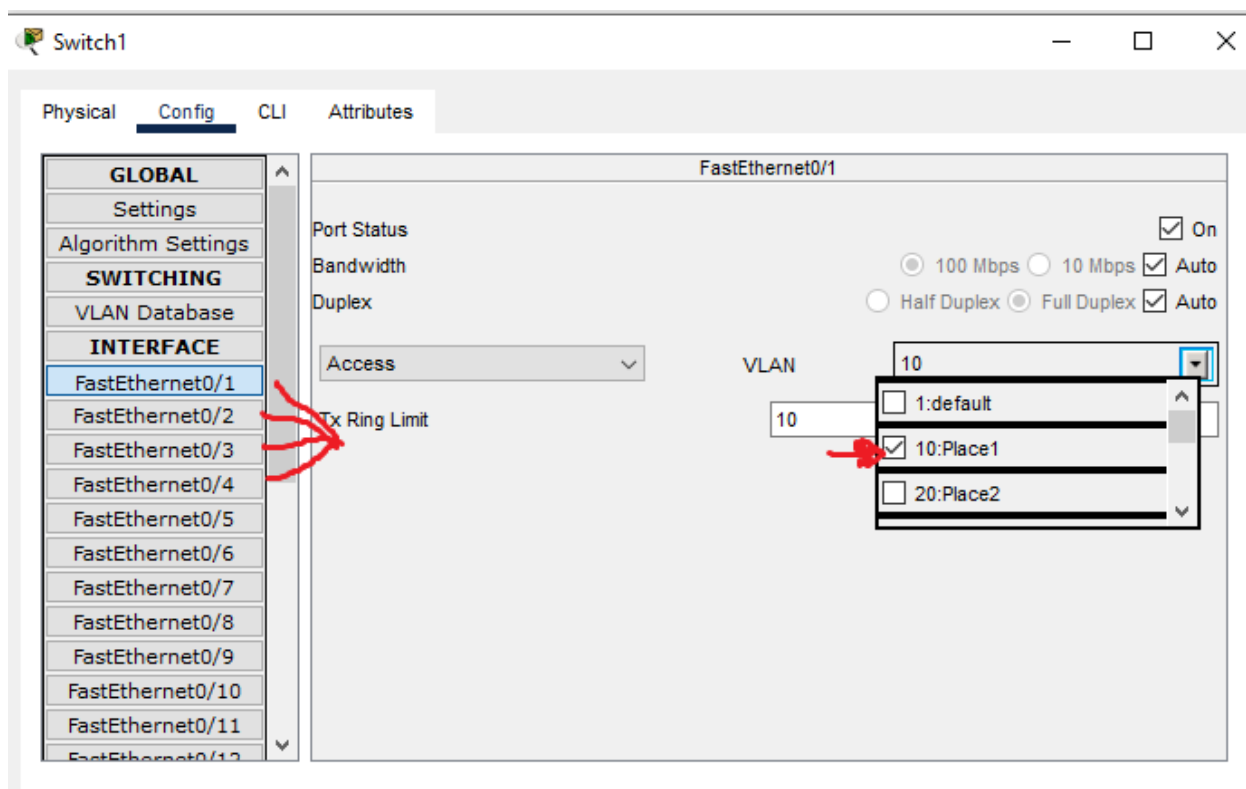 Switch1
Physical Config CLI Attributes
GLOBAL
Settings
Algorithm Settings
SWITCHING
VLAN Database
INTERFACE
FastEthernet0/1
FastEthernet0/2
FastEthernet0/3
FastEthernet0/4
FastEthernet0/5
FastEthernet0/6
FastEthernet0/7
FastEthernet0/8
FastEthernet0/9
FastEthernet0/10
FastEthernet0/11
FastEthernet0/12
FastEthernet0/1
Port Status On
Bandwidth 100 Mbps 10 Mbps Auto
Duplex Half Duplex Full Duplex Auto
Access VLAN 10
1:default
Tx Ring Limit 10
10:Place1
20:Place2